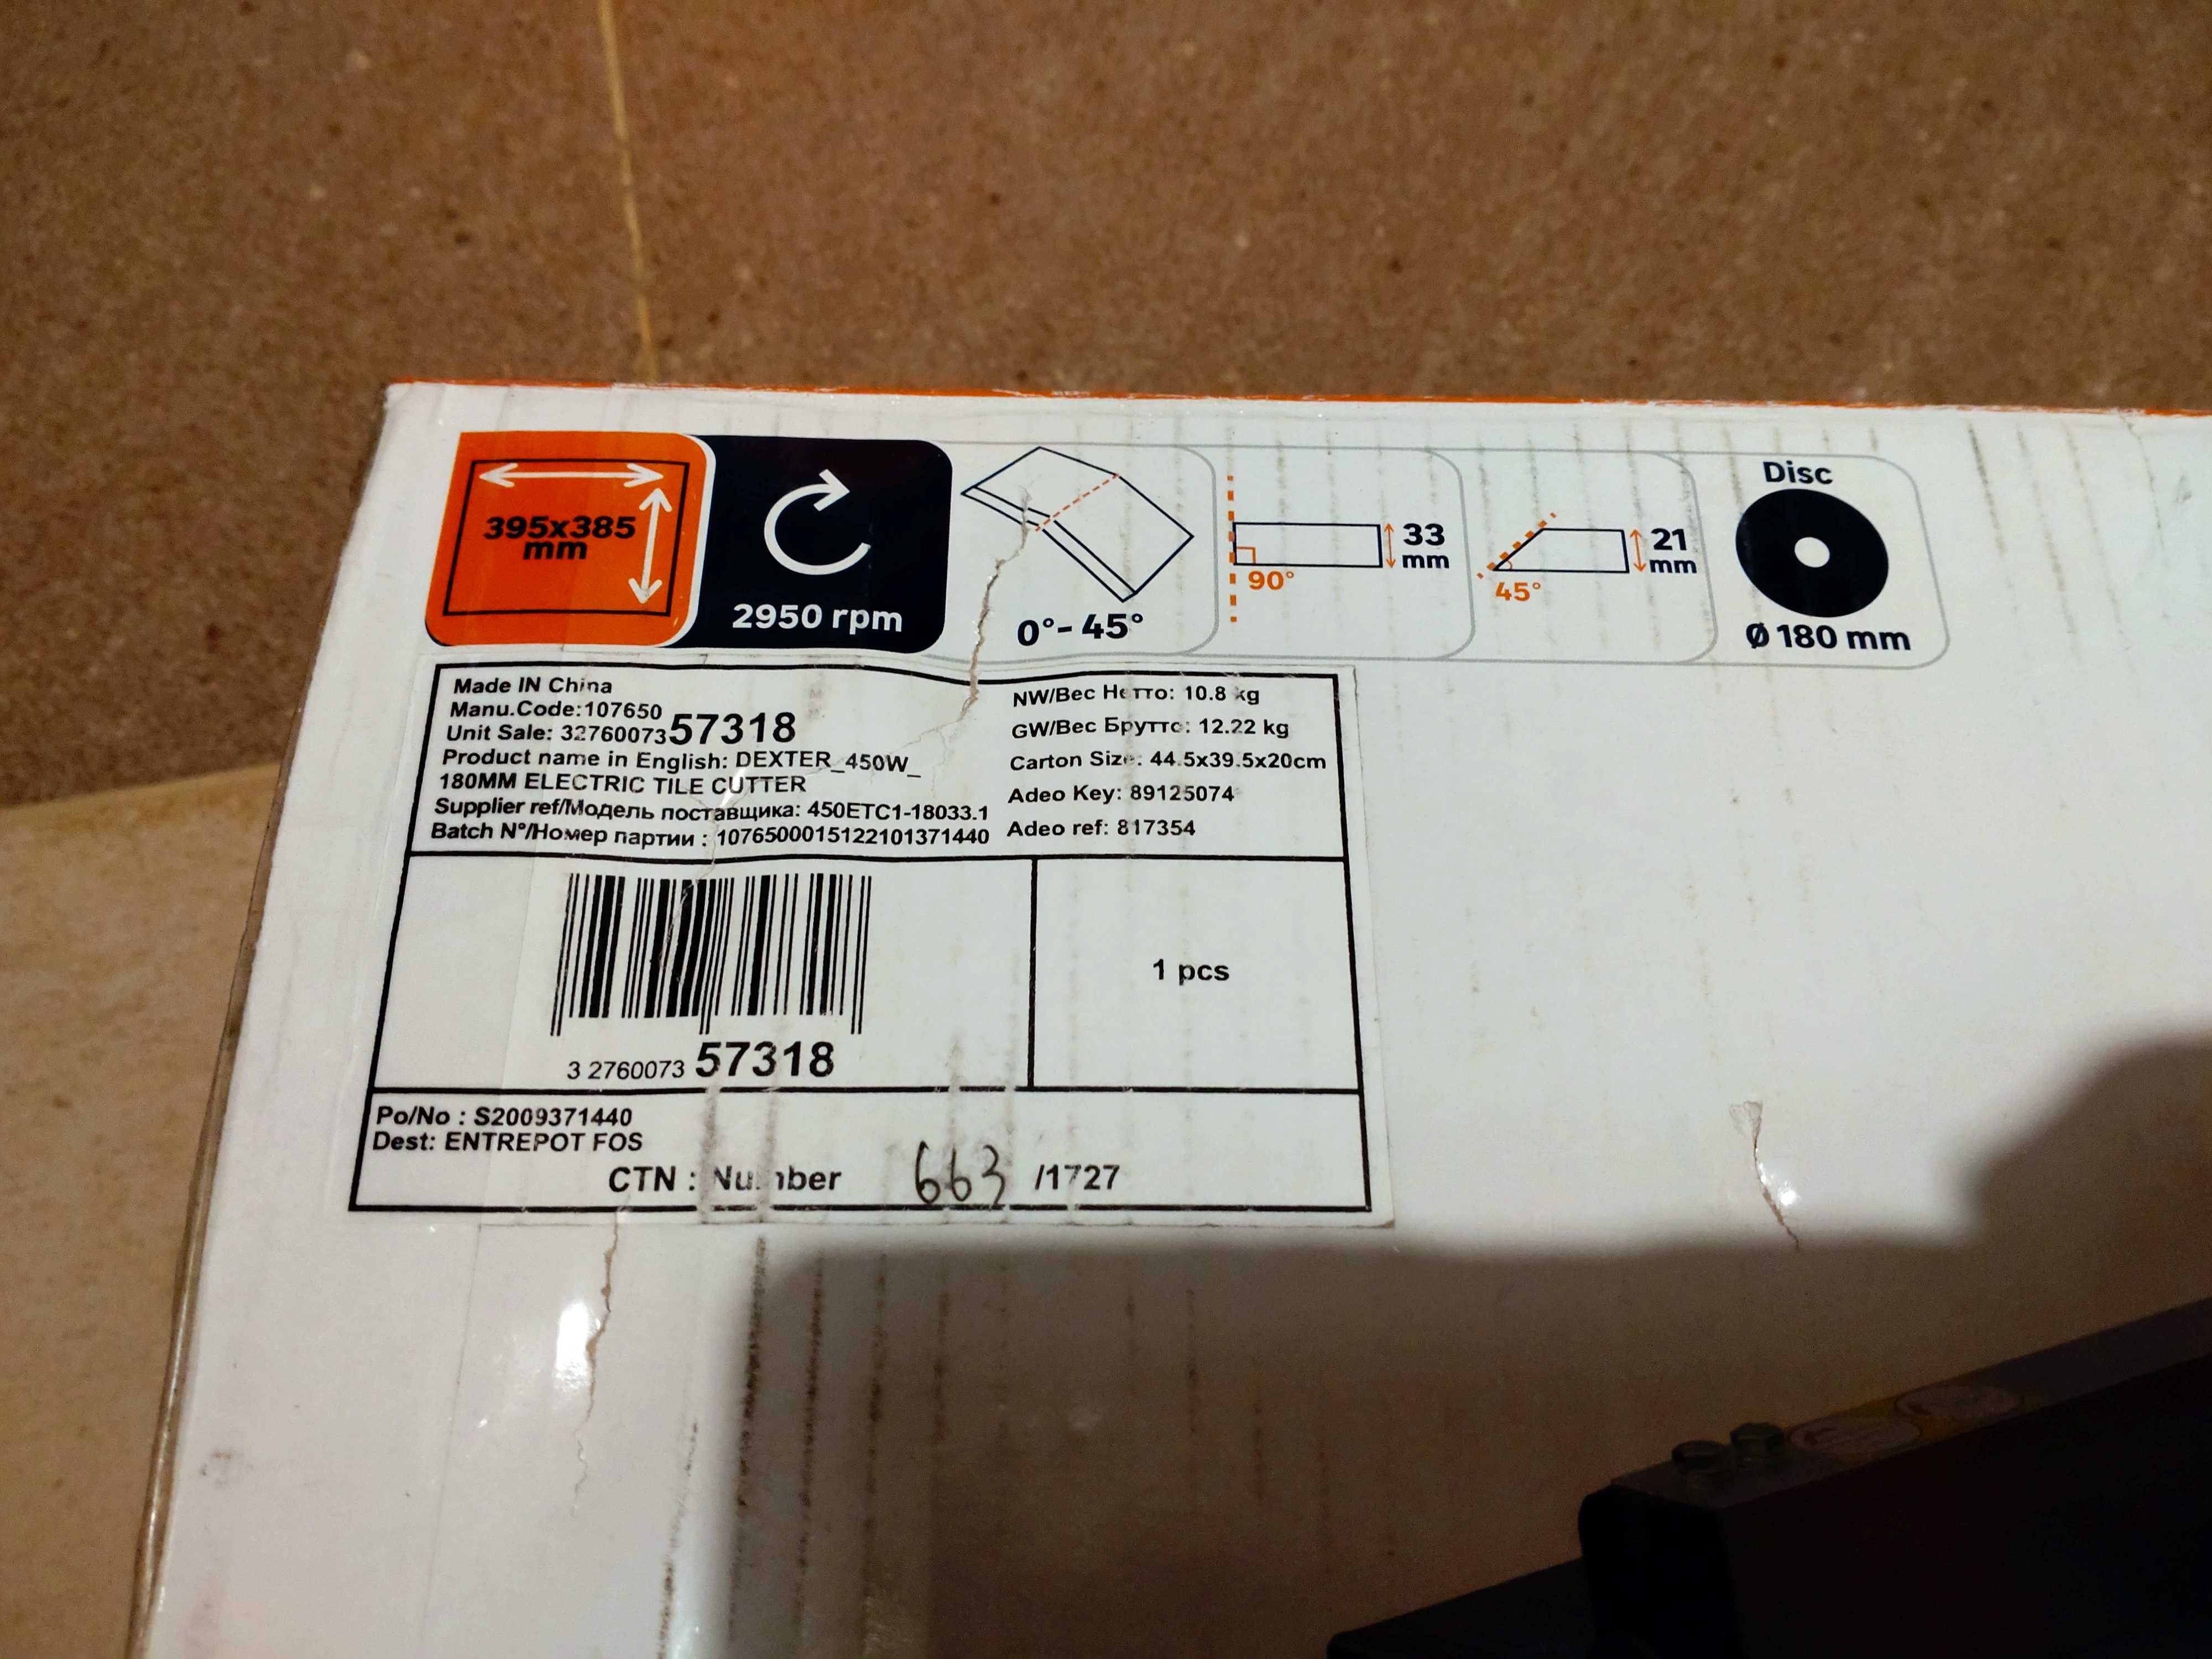 395x385
mm
2950 rpm
0°- 45°
90°
33
mm
45°
21
mm
Disc
Ø 180 mm
Made IN China
Manu.Code:107650
Unit Sale: 3276007357318
Product name in English: DEXTER_450W_
180MM ELECTRIC TILE CUTTER
Supplier ref/Модель поставщика: 450ETC1-18033.1
Batch N°/Номер партии : 1076500015122101371440
NW/Вес Нетто: 10.8 kg
GW/Вес Брутто: 12.22 kg
Carton Size: 44.5x39.5x20cm
Adeo Key: 89125074
Adeo ref: 817354
3 2760073 57318
1 pcs
Po/No : S2009371440
Dest: ENTREPOT FOS
CTN : Number 663 /1727